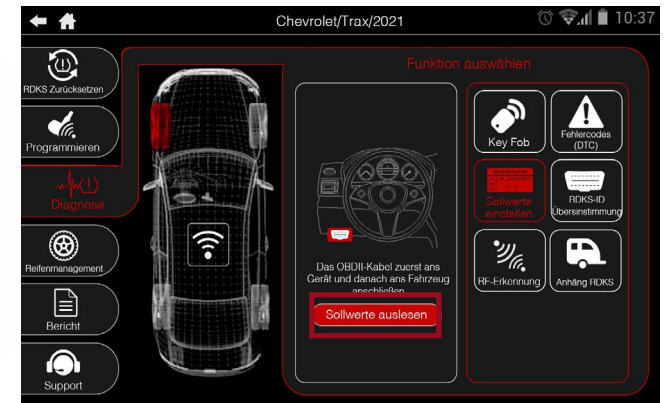 Chevrolet/Trax/2021
10:37
RDKS Zurücksetzen
Programmieren
Diagnose
Reifenmanagement
Bericht
Support
Funktion auswählen
Das OBDII-Kabel zuerst ans
Gerät und danach ans Fahrzeug
anschließen
Sollwerte auslesen
Key Fob
Fehlercodes
(DTC)
Sollwerte
einstellen
RDKS-ID
Übersinstimmung
RF-Erkennung
Anhäng RDKS